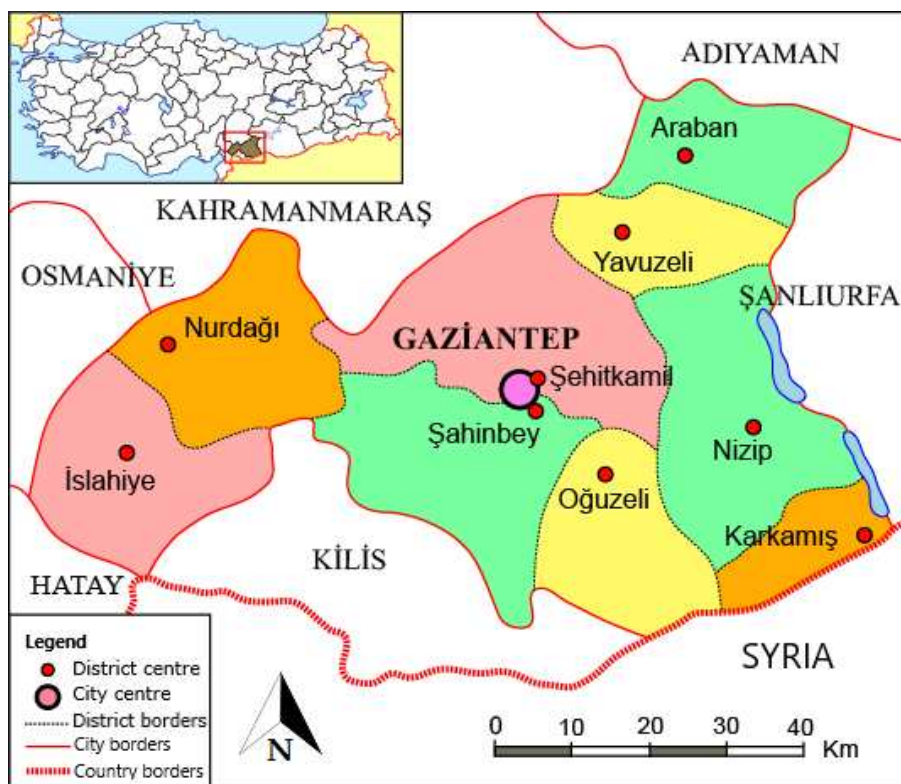 ADIYAMAN
Araban
KAHRAMANMARAŞ
Yavuzeli
OSMANİYE
ŞANLIURFA
Nurdağı
GAZİANTEP
Şehitkamil
Şahinbey
Nizip
İslahiye
Oğuzeli
Karkamış
KİLİS
HATAY
SYRIA
Legend
District centre
City centre
District borders
City borders
Country borders
N
0 10 20 30 40
Km